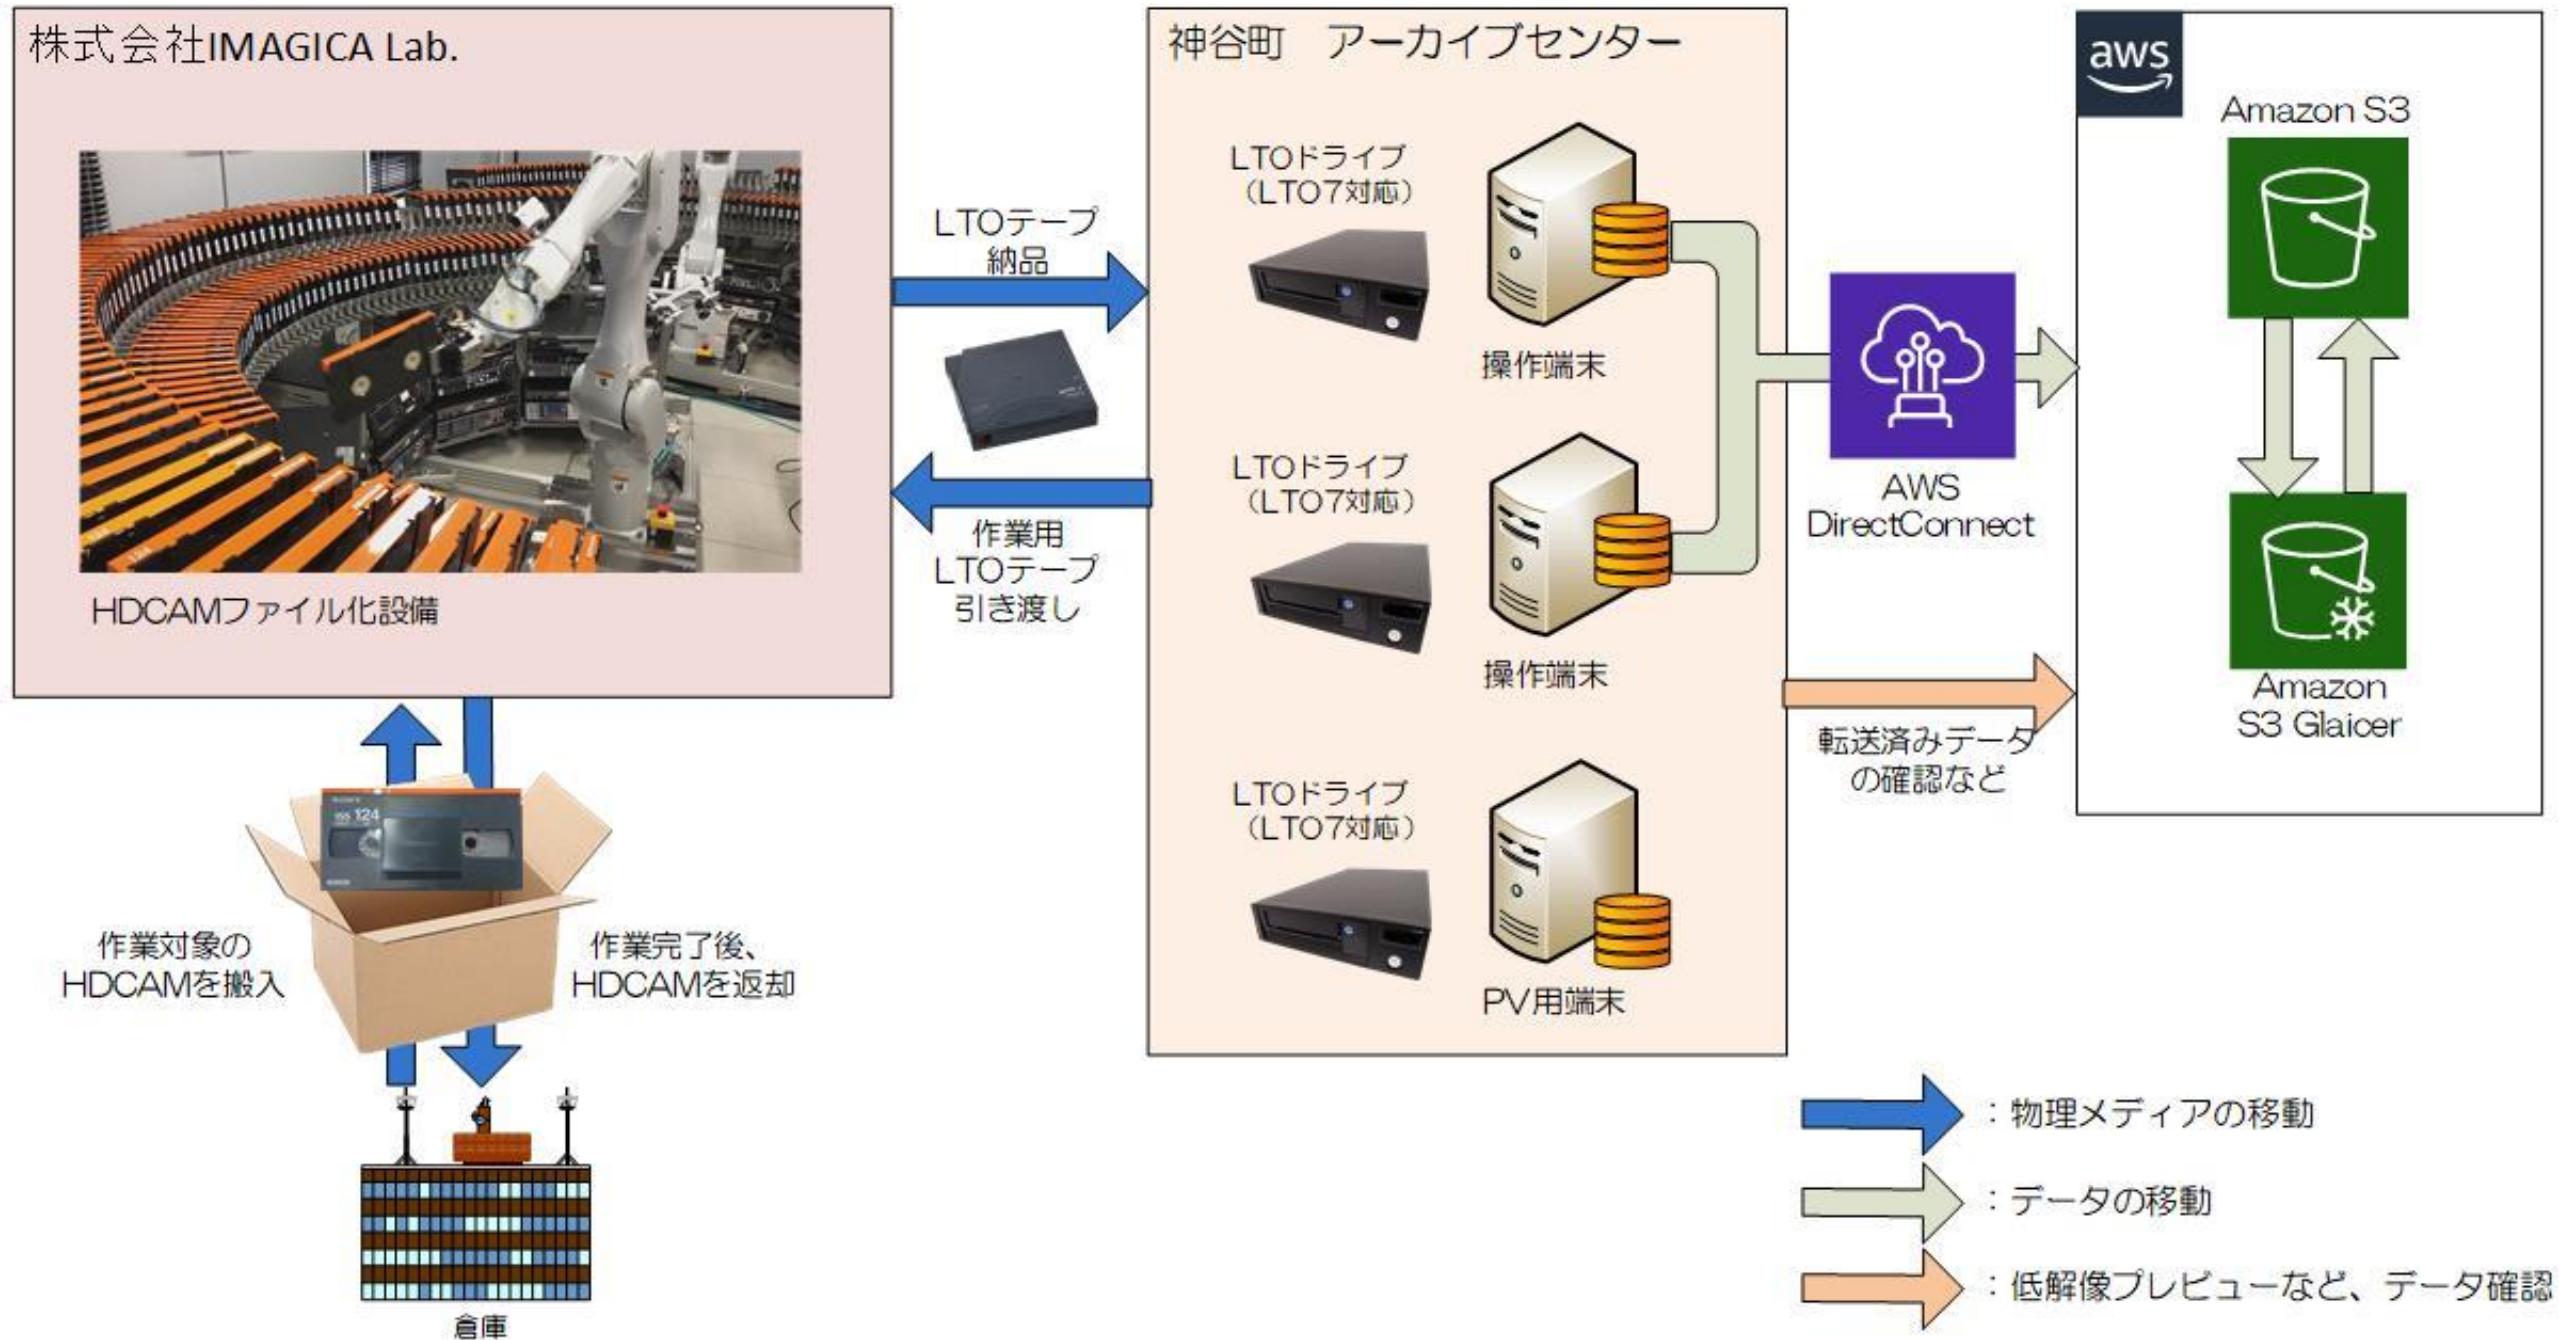 株式会社IMAGICA Lab.
HDCAMファイル化設備
LTOテープ
納品
作業用
LTOテープ
引き渡し
作業対象の
HDCAMを搬入
124
作業完了後、
HDCAMを返却
倉庫
神谷町　アーカイブセンター
LTOドライブ
（LTO7対応）
操作端末
LTOドライブ
（LTO7対応）
操作端末
LTOドライブ
（LTO7対応）
PV用端末
AWS
DirectConnect
転送済みデータ
の確認など
aws
Amazon S3
Amazon
S3 Glaicer
：物理メディアの移動
：データの移動
：低解像プレビューなど、データ確認